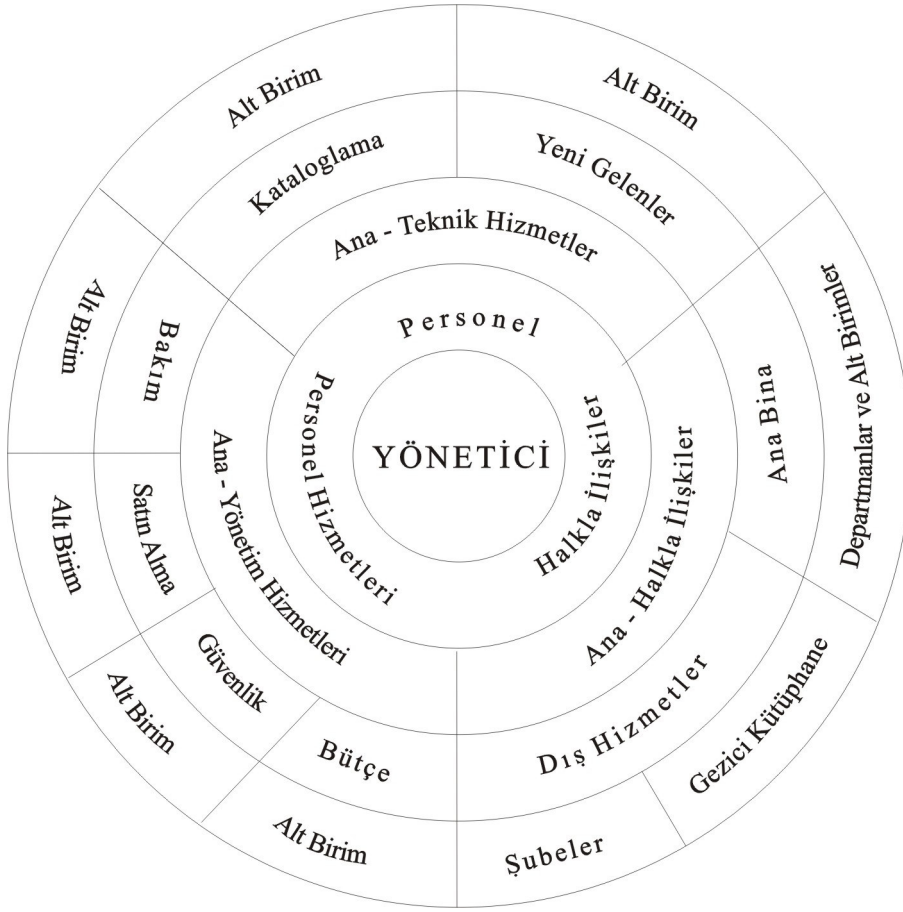 Alt Birim
Alt Birim
Kataloglama
Yeni Gelenler
Ana - Teknik Hizmetler
Personel
Alt Birim
Bakım
Personel Hizmetleri
YÖNETİCİ
Halkla İlişkiler
Ana - Halkla İlişkiler
Ana Bina
Departmanlar ve Alt Birimler
Ana - Yönetim Hizmetleri
Satın Alma
Alt Birim
Güvenlik
Alt Birim
Bütçe
Alt Birim
Dış Hizmetler
Gezici Kütüphane
Şubeler